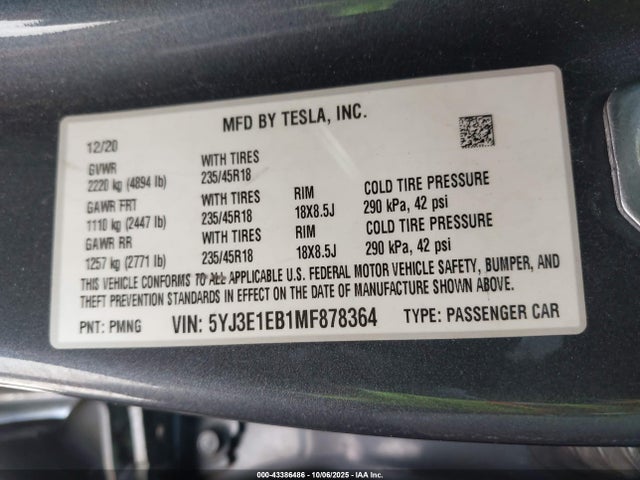 MFD BY TESLA, INC.
12/20
GVWR WITH TIRES
2220 kg (4894 lb) 235/45R18
GAWR FRT WITH TIRES RIM COLD TIRE PRESSURE
1110 kg (2447 lb) 235/45R18 18X8.5J 290 kPa, 42 psi
GAWR RR WITH TIRES RIM COLD TIRE PRESSURE
1257 kg (2771 lb) 235/45R18 18X8.5J 290 kPa, 42 psi
THIS VEHICLE CONFORMS TO ALL APPLICABLE U.S. FEDERAL MOTOR VEHICLE SAFETY, BUMPER, AND
THEFT PREVENTION STANDARDS IN EFFECT ON THE DATE OF MANUFACTURE SHOWN ABOVE.
PNT: PMNG VIN: 5YJ3E1EB1MF878364 TYPE: PASSENGER CAR
000-43386486 - 10/06/2025 - IAA Inc.